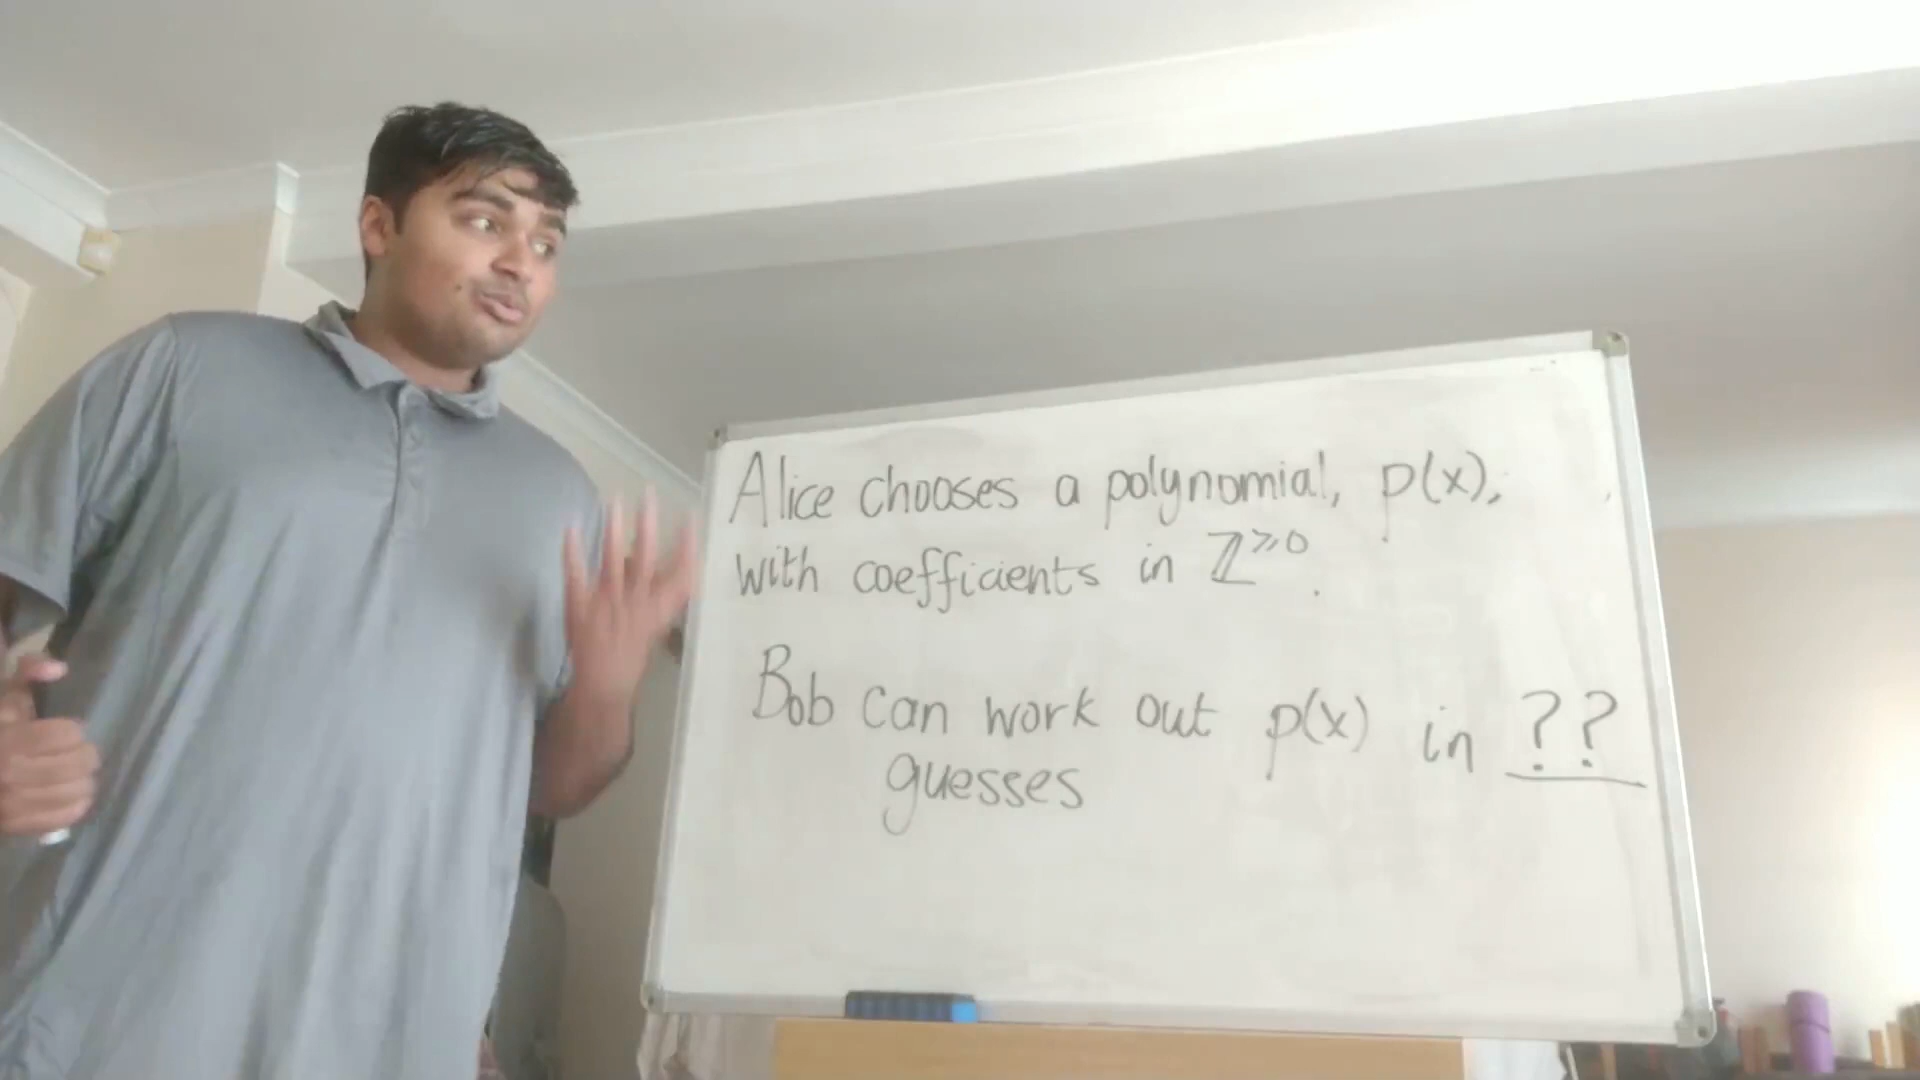 Alice chooses a polynomial, p(x),
with coefficients in ℤ^≥0.
Bob can work out p(x) in ??
guesses